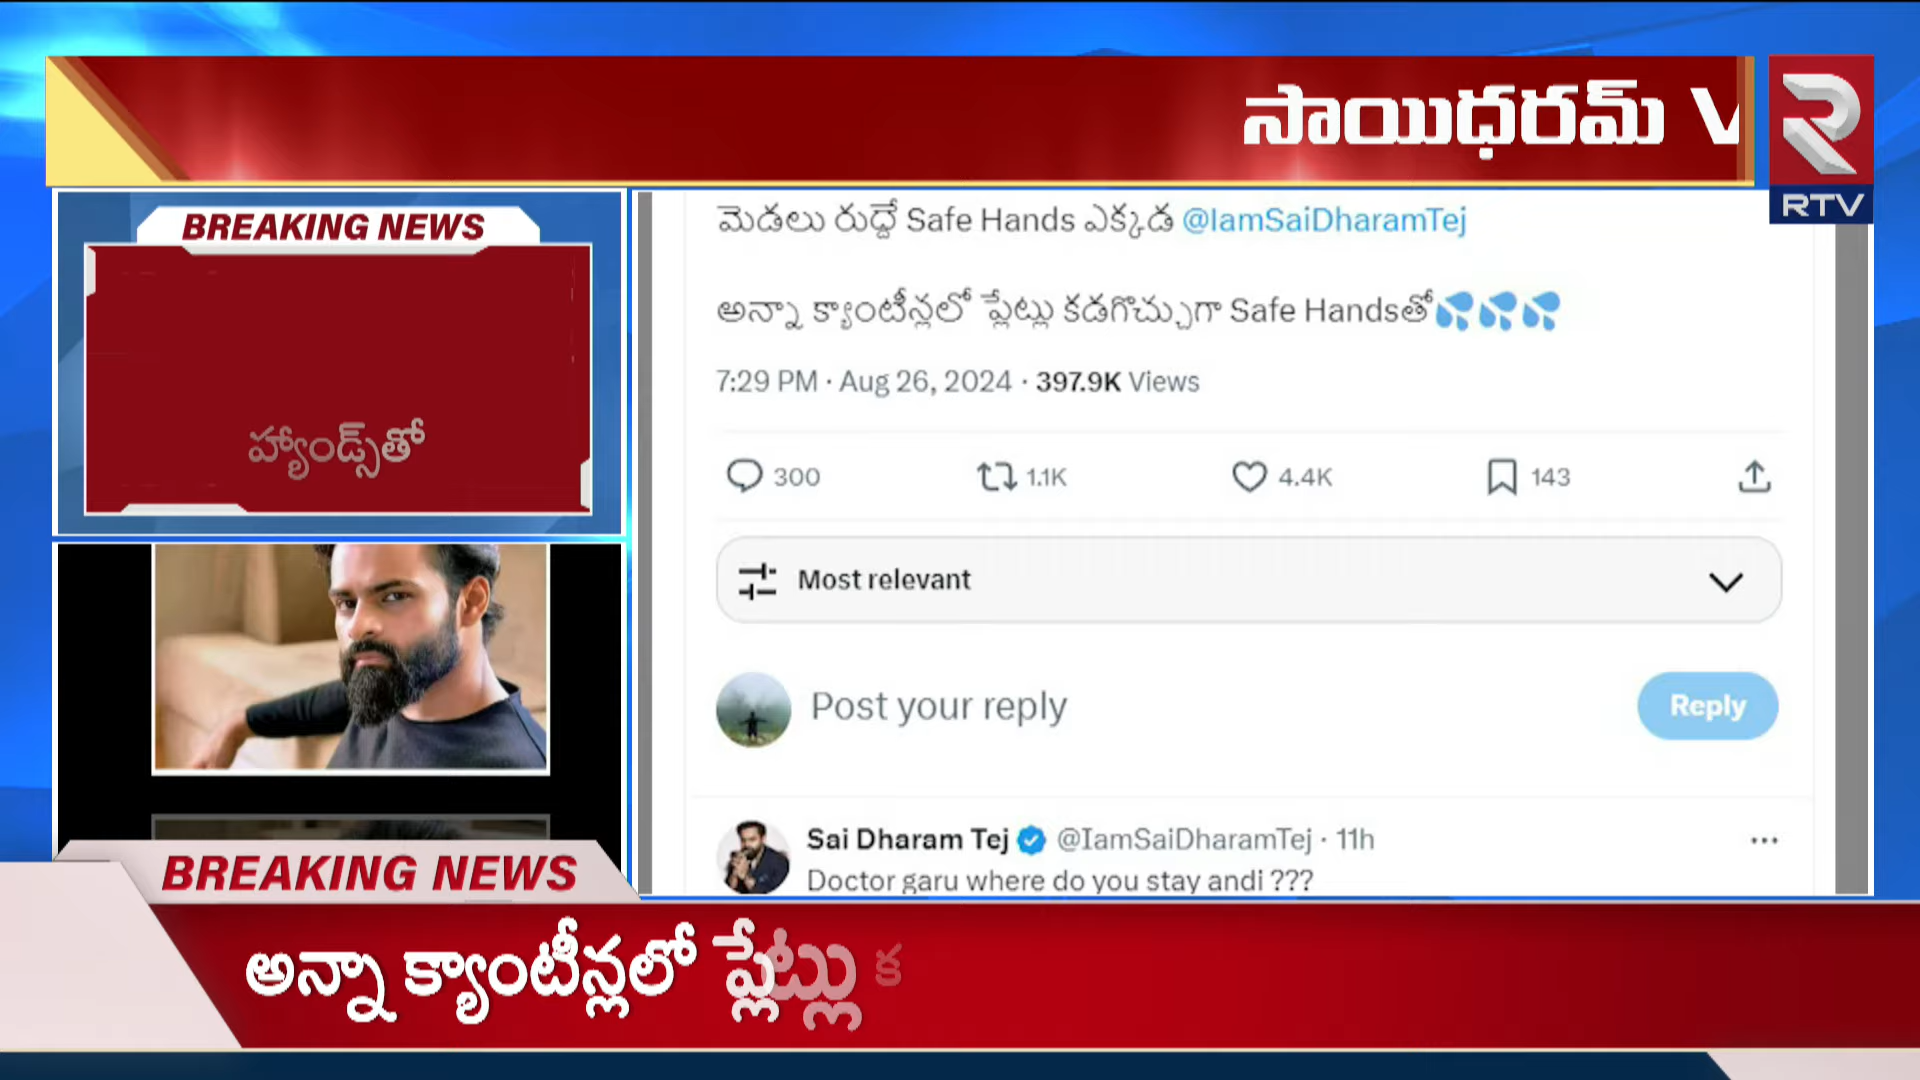 సాయిధరమ్ V
RTV
BREAKING NEWS
హ్యాండ్స్‌తో
మెడలు రుద్దే Safe Hands ఎక్కడ @IamSaiDharamTej
అన్నా క్యాంటీన్లలో ప్లేట్లు కడగొచ్చుగా Safe Handsతో💦💦💦
7:29 PM · Aug 26, 2024 · 397.9K Views
300 1.1K 4.4K 143
Most relevant
Post your reply
Reply
Sai Dharam Tej @IamSaiDharamTej · 11h
Doctor garu where do you stay andi ???
BREAKING NEWS
అన్నా క్యాంటీన్లలో ప్లేట్లు క